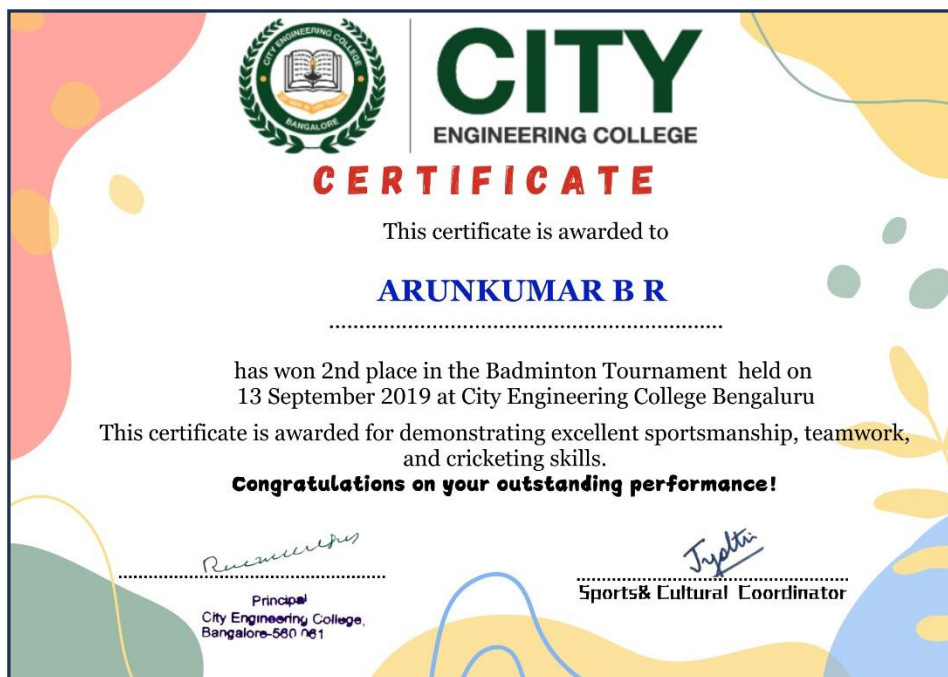 CITY ENGINEERING COLLEGE
BANGALORE
CITY
ENGINEERING COLLEGE
CERTIFICATE
This certificate is awarded to
ARUNKUMAR B R
has won 2nd place in the Badminton Tournament held on
13 September 2019 at City Engineering College Bengaluru
This certificate is awarded for demonstrating excellent sportsmanship, teamwork,
and cricketing skills.
Congratulations on your outstanding performance!
Jyothi
Principal
City Engineering College,
Bangalore-560 061
Sports& Cultural Coordinator